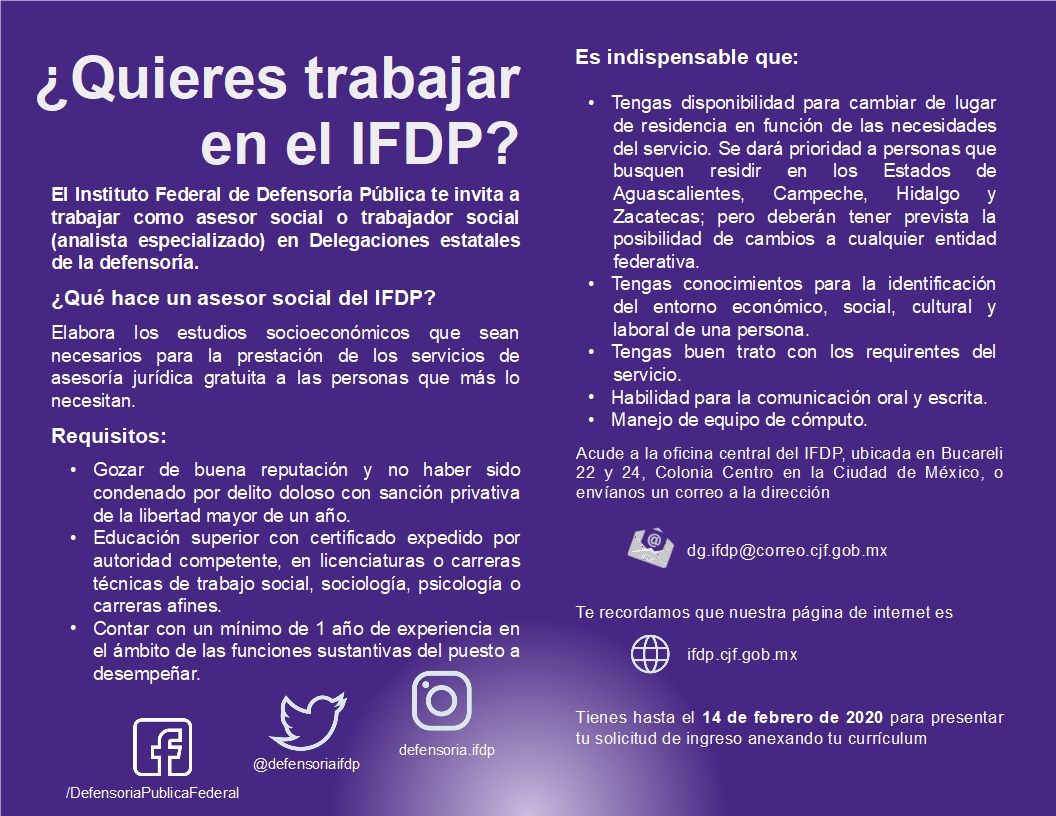 ¿Quieres trabajar
en el IFDP?
El Instituto Federal de Defensoría Pública te invita a
trabajar como asesor social o trabajador social
(analista especializado) en Delegaciones estatales
de la defensoría.
¿Qué hace un asesor social del IFDP?
Elabora los estudios socioeconómicos que sean
necesarios para la prestación de los servicios de
asesoría jurídica gratuita a las personas que más lo
necesitan.
Requisitos:
• Gozar de buena reputación y no haber sido
condenado por delito doloso con sanción privativa
de la libertad mayor de un año.
• Educación superior con certificado expedido por
autoridad competente, en licenciaturas o carreras
técnicas de trabajo social, sociología, psicología o
carreras afines.
• Contar con un mínimo de 1 año de experiencia en
el ámbito de las funciones sustantivas del puesto a
desempeñar.
/DefensoriaPublicaFederal
@defensoriaifdp
defensoria.ifdp
Es indispensable que:
• Tengas disponibilidad para cambiar de lugar
de residencia en función de las necesidades
del servicio. Se dará prioridad a personas que
busquen residir en los Estados de
Aguascalientes, Campeche, Hidalgo y
Zacatecas; pero deberán tener prevista la
posibilidad de cambios a cualquier entidad
federativa.
• Tengas conocimientos para la identificación
del entorno económico, social, cultural y
laboral de una persona.
• Tengas buen trato con los requirentes del
servicio.
• Habilidad para la comunicación oral y escrita.
• Manejo de equipo de cómputo.
Acude a la oficina central del IFDP, ubicada en Bucareli
22 y 24, Colonia Centro en la Ciudad de México, o
envíanos un correo a la dirección
dg.ifdp@correo.cjf.gob.mx
Te recordamos que nuestra página de internet es
ifdp.cjf.gob.mx
Tienes hasta el 14 de febrero de 2020 para presentar
tu solicitud de ingreso anexando tu currículum